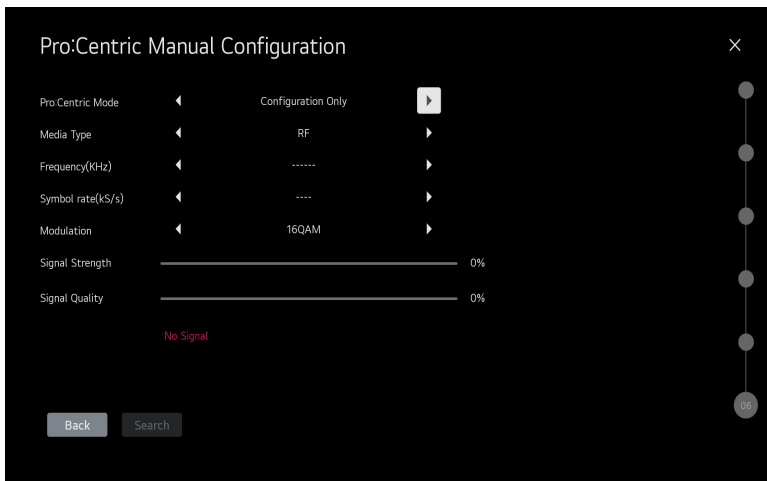 Pro:Centric Manual Configuration
Pro:Centric Mode Configuration Only
Media Type RF
Frequency(KHz) ------
Symbol rate(kS/s) ----
Modulation 16QAM
Signal Strength 0%
Signal Quality 0%
No Signal
06
Back Search